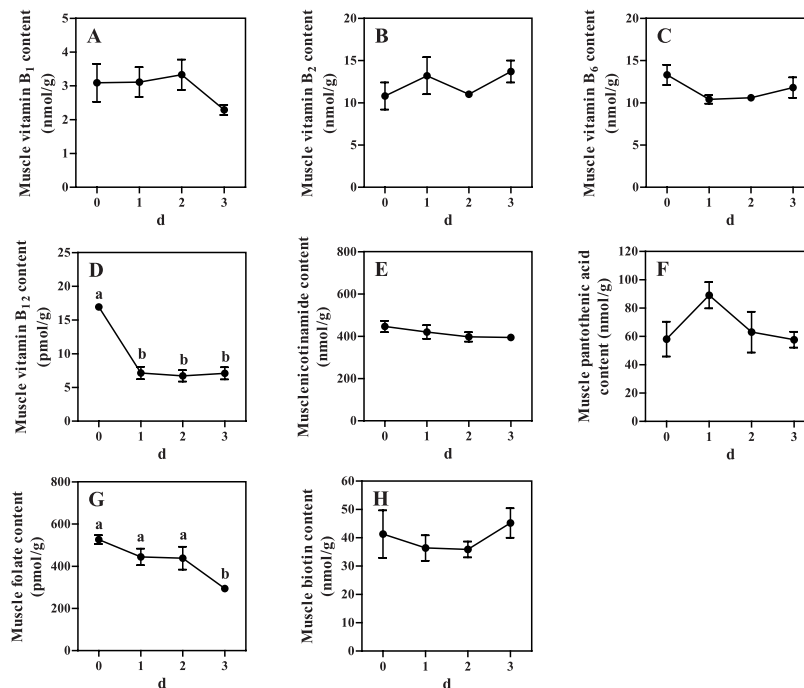 A
Muscle vitamin B1 content
(nmol/g)
5
4
3
2
1
0
0 1 2 3
d
B
Muscle vitamin B2 content
(nmol/g)
20
15
10
5
0
0 1 2 3
d
C
Muscle vitamin B6 content
(nmol/g)
20
15
10
5
0
0 1 2 3
d
D
Muscle vitamin B12 content
(pmol/g)
25
20
15
10
5
0
a
b b b
0 1 2 3
d
E
Musclenicotinamide content
(nmol/g)
800
600
400
200
0
0 1 2 3
d
F
Muscle pantothenic acid
content (nmol/g)
120
100
80
60
40
20
0
0 1 2 3
d
G
Muscle folate content
(pmol/g)
800
600
400
200
0
a a a b
0 1 2 3
d
H
Muscle biotin content
(nmol/g)
60
50
40
30
20
10
0
0 1 2 3
d